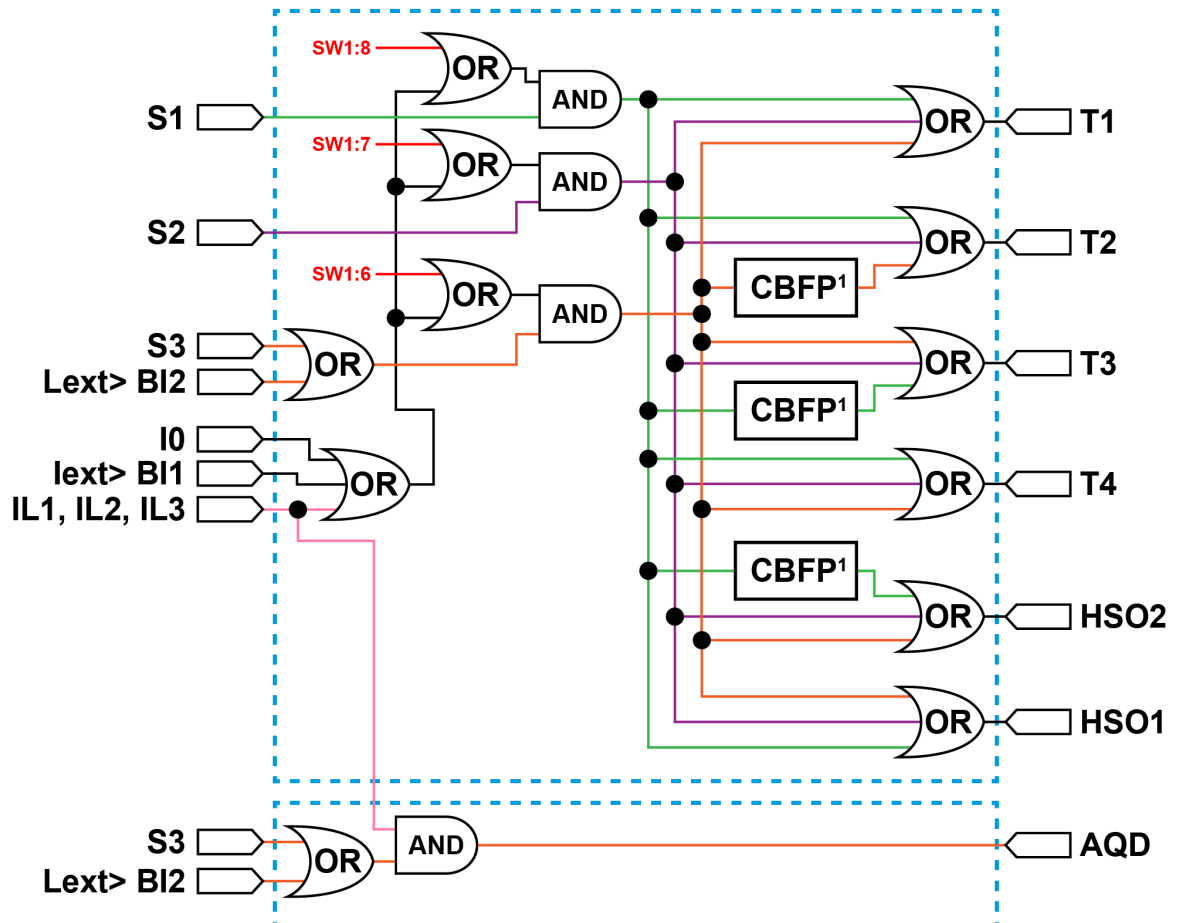 SW1:8
OR
AND
S1
OR
T1
SW1:7
OR
AND
S2
OR
T2
SW1:6
OR
CBFP¹
AND
S3
OR
Lext> BI2
OR
T3
CBFP¹
I0
Iext> BI1
OR
IL1, IL2, IL3
OR
T4
CBFP¹
OR
HSO2
OR
HSO1
S3
OR
AND
AQD
Lext> BI2